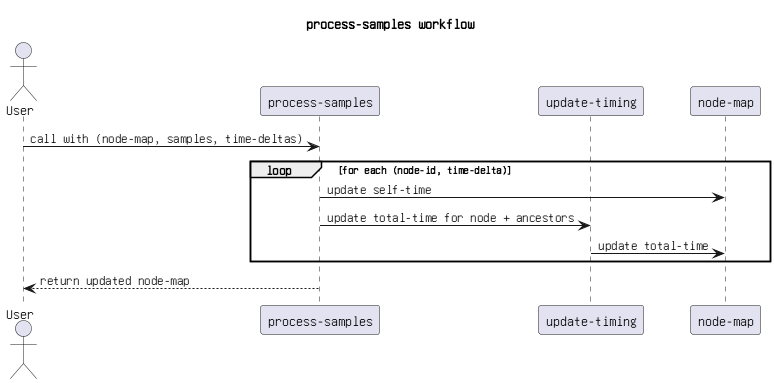 process-samples workflow
User
process-samples
update-timing
node-map
call with (node-map, samples, time-deltas)
loop
[for each (node-id, time-delta)]
update self-time
update total-time for node + ancestors
update total-time
return updated node-map
User
process-samples
update-timing
node-map